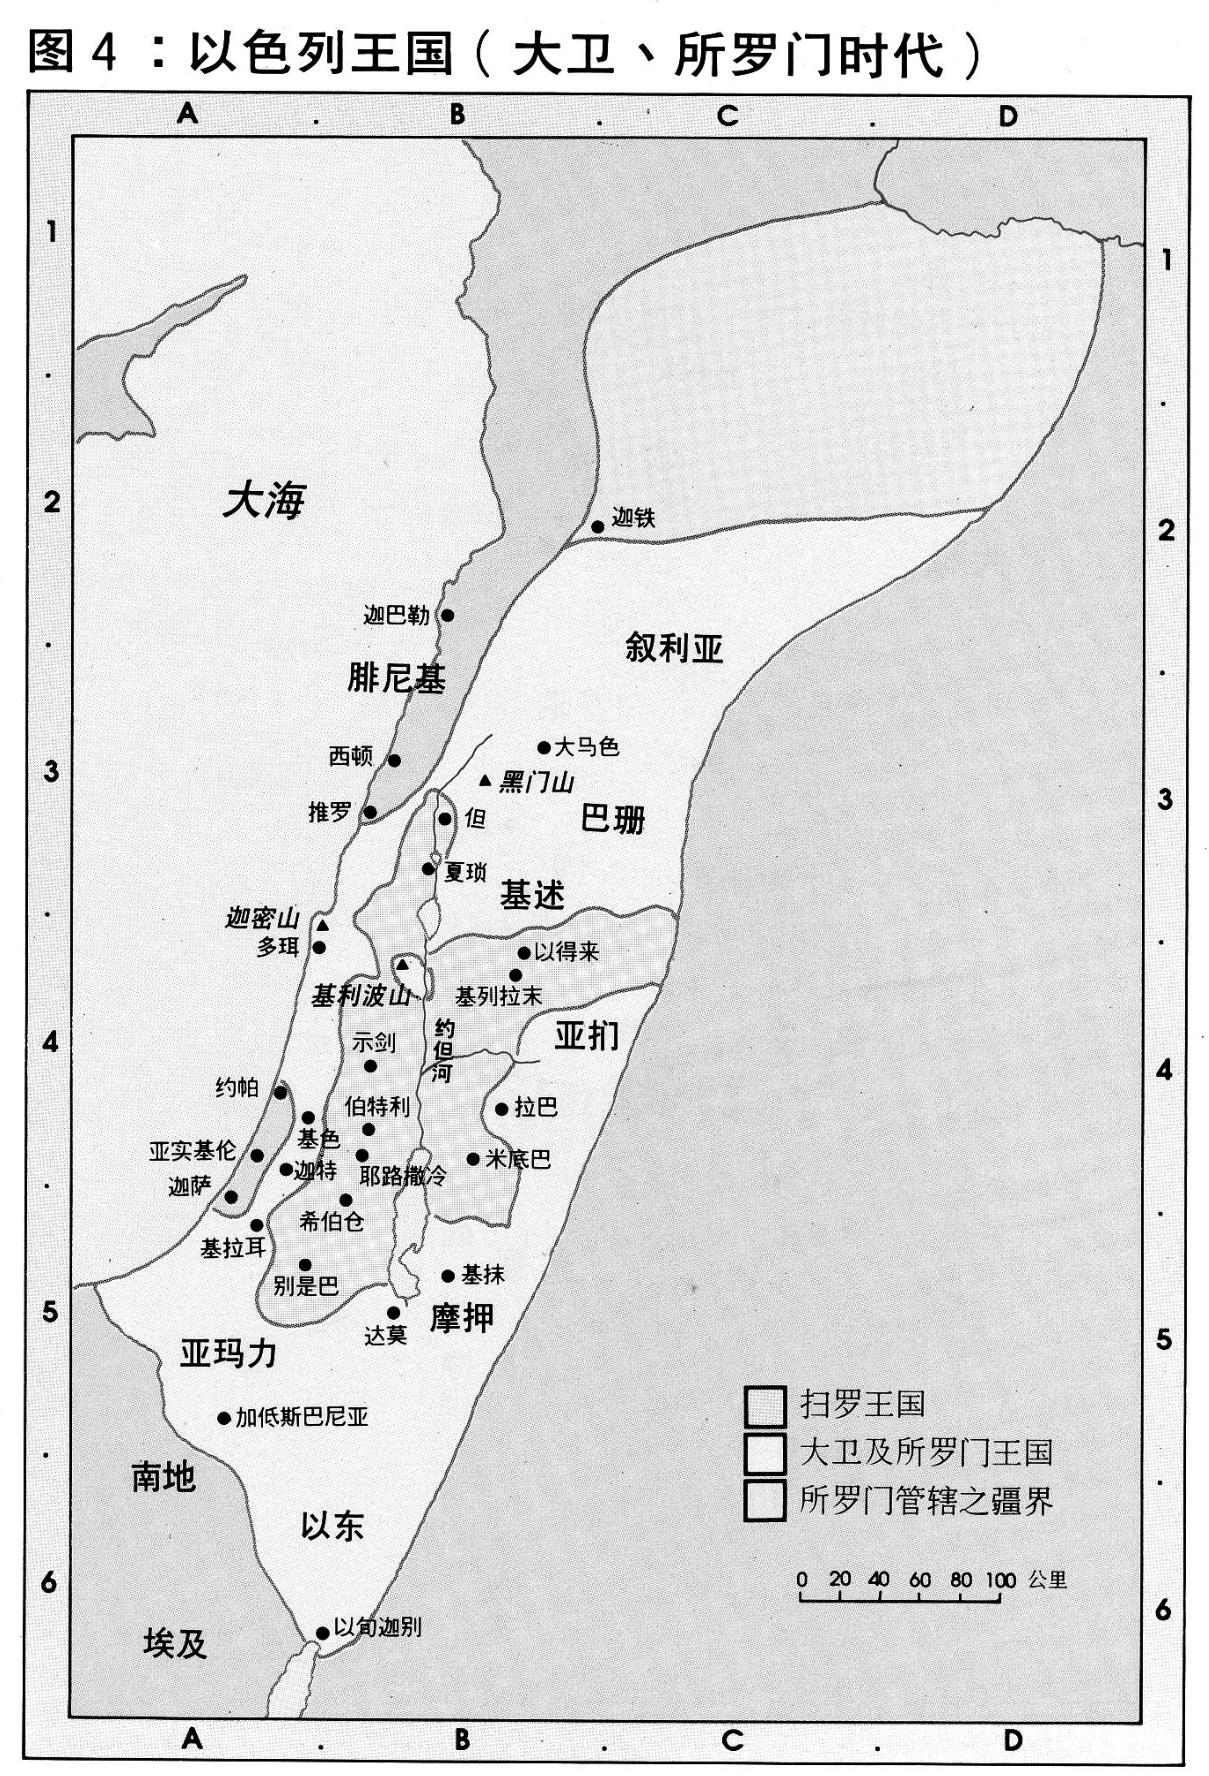 图4：以色列王国（大卫、所罗门时代）
A . B . C . D
1
1
.
.
大海
2
2
迦铁
迦巴勒
叙利亚
腓尼基
.
.
大马色
西顿
黑门山
3
3
推罗
但
巴珊
夏琐
基述
迦密山
.
.
多珥
以得来
基利波山
基列拉末
约但河
亚扪
示剑
4
4
约帕
伯特利
拉巴
基色
亚实基伦
米底巴
迦特
耶路撒冷
迦萨
.
.
希伯仑
基拉耳
基抹
别是巴
5
摩押
5
达莫
亚玛力
扫罗王国
加低斯巴尼亚
大卫及所罗门王国
.
.
南地
所罗门管辖之疆界
以东
0 20 40 60 80 100 公里
6
6
以旬迦别
埃及
A . B . C . D